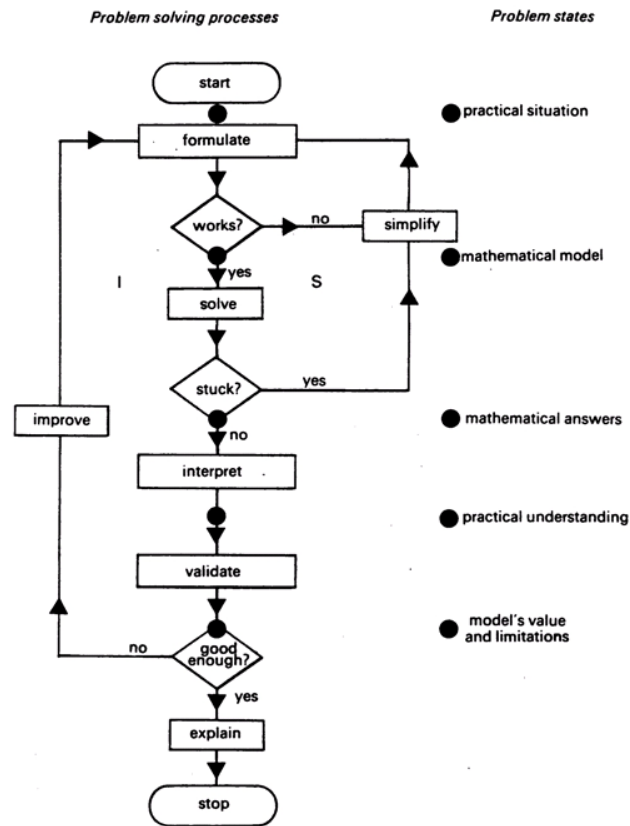 Problem solving processes
Problem states
start
practical situation
formulate
works?
no
simplify
mathematical model
yes
I
S
solve
stuck?
yes
improve
mathematical answers
no
interpret
practical understanding
validate
model's value
and limitations
no
good
enough?
yes
explain
stop